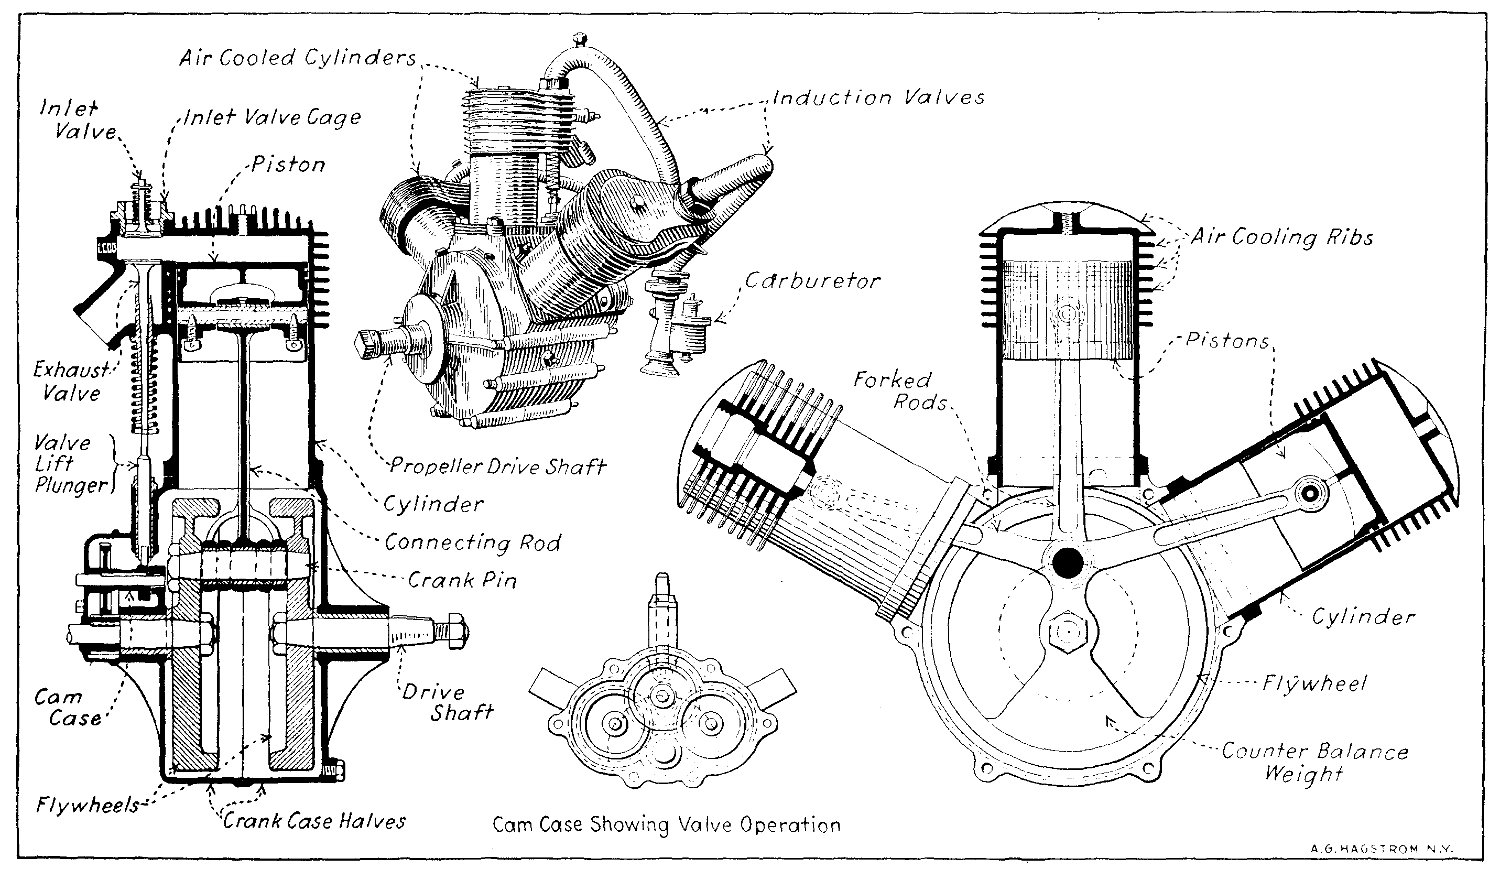 Air Cooled Cylinders
Induction Valves
Inlet
Valve
Inlet Valve Cage
Piston
Air Cooling Ribs
Carburetor
Pistons
Exhaust
Valve
Forked
Rods
Valve
Lift
Plunger
Propeller Drive Shaft
Cylinder
Connecting Rod
Crank Pin
Cylinder
Cam
Case
Drive
Shaft
Flywheel
Counter Balance
Weight
Flywheels
Crank Case Halves
Cam Case Showing Valve Operation
A.G. HAGSTROM N.Y.